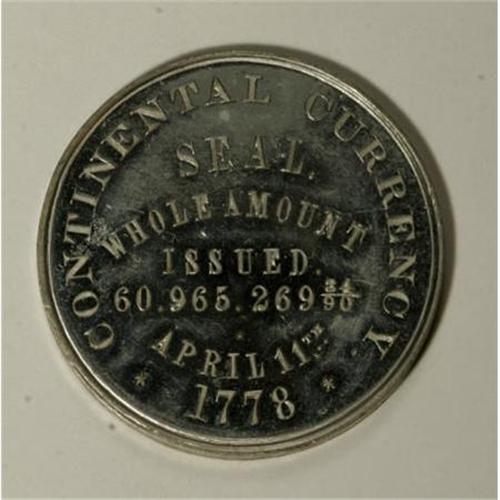 CONTINENTAL CURRENCY
SEAL.
WHOLE AMOUNT
ISSUED.
60.965.269 34/90
APRIL 11TH
* 1778 *